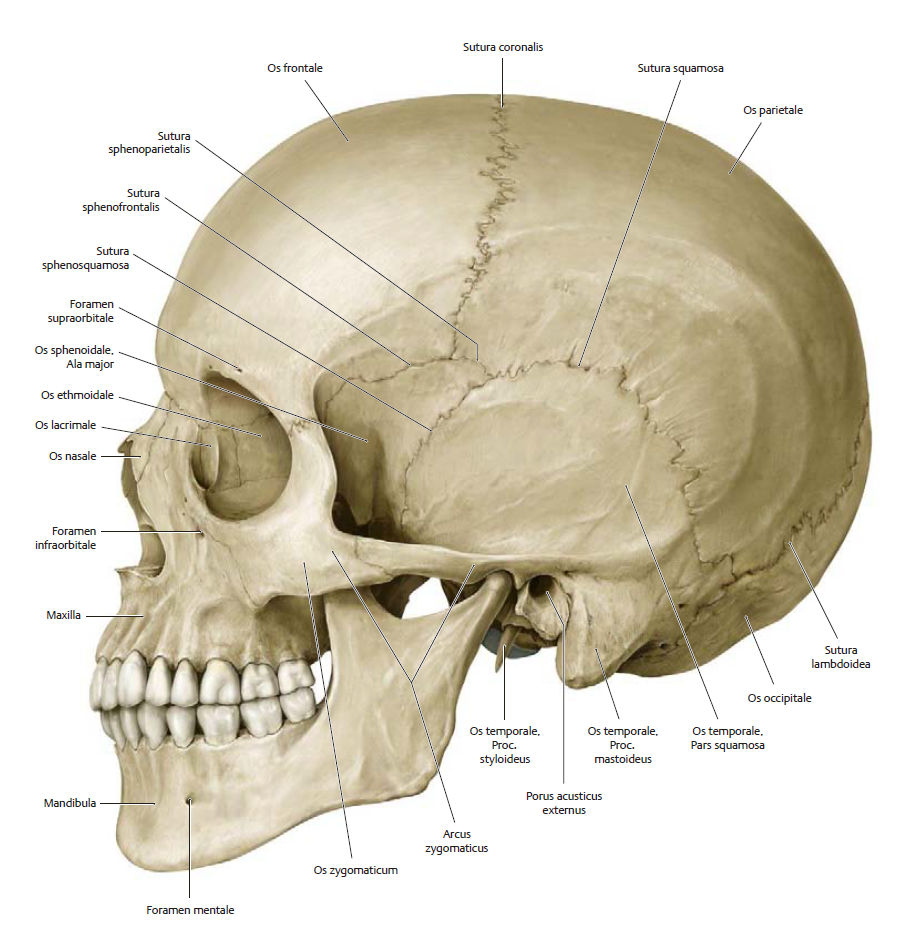 Sutura coronalis
Os frontale
Sutura squamosa
Os parietale
Sutura
sphenoparietalis
Sutura
sphenofrontalis
Sutura
sphenosquamosa
Foramen
supraorbitale
Os sphenoidale,
Ala major
Os ethmoidale
Os lacrimale
Os nasale
Foramen
infraorbitale
Maxilla
Mandibula
Foramen mentale
Os zygomaticum
Arcus
zygomaticus
Os temporale,
Proc.
styloideus
Porus acusticus
externus
Os temporale,
Proc.
mastoideus
Os temporale,
Pars squamosa
Os occipitale
Sutura
lambdoidea